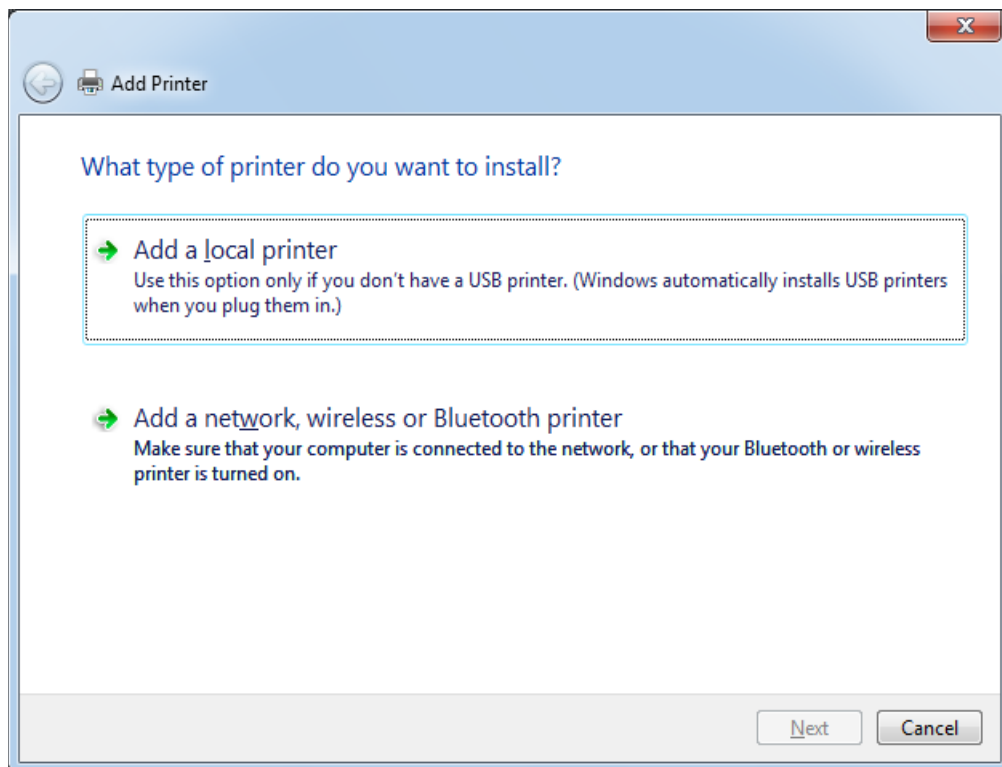 Add Printer
What type of printer do you want to install?
Add a local printer
Use this option only if you don't have a USB printer. (Windows automatically installs USB printers
when you plug them in.)
Add a network, wireless or Bluetooth printer
Make sure that your computer is connected to the network, or that your Bluetooth or wireless
printer is turned on.
Next
Cancel